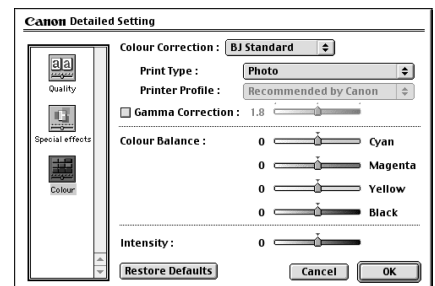 Canon Detailed Setting
Colour Correction : BJ Standard
Print Type : Photo
Printer Profile : Recommended by Canon
Gamma Correction : 1.8
Quality
Special effects
Colour
Colour Balance : 0 Cyan
0 Magenta
0 Yellow
0 Black
Intensity : 0
Restore Defaults Cancel OK